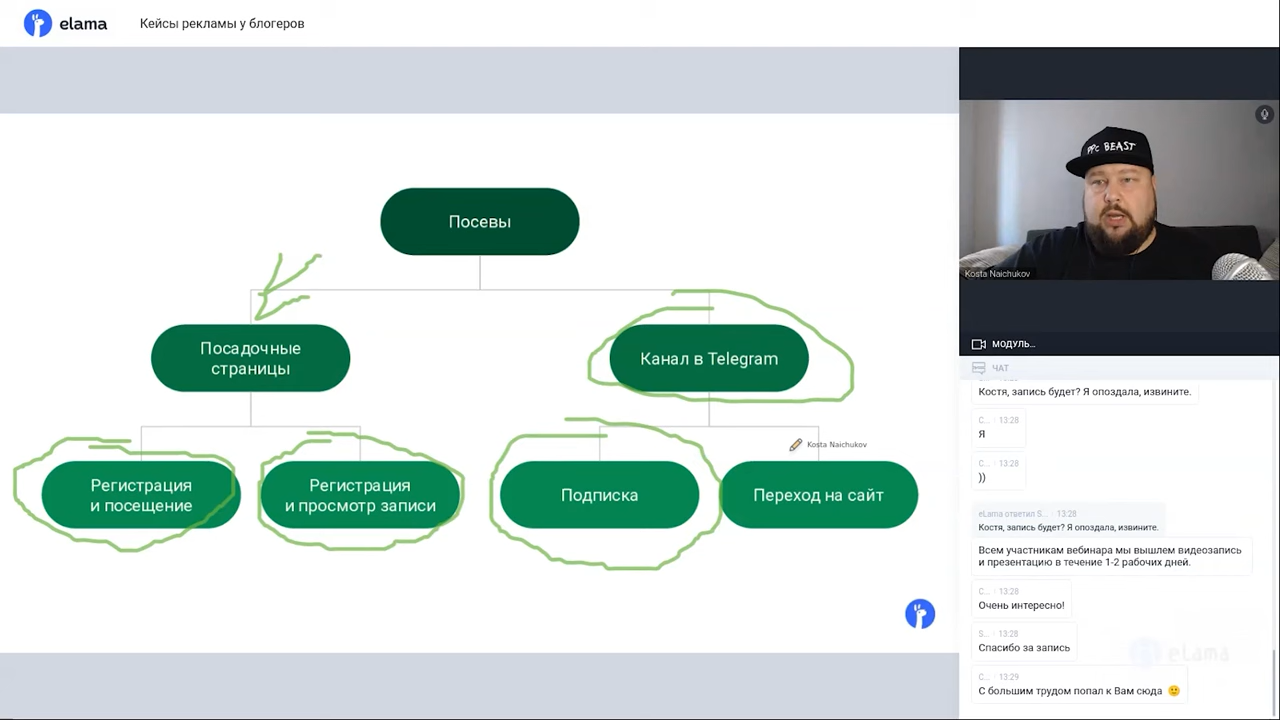 elama
Кейсы рекламы у блогеров
Посевы
Посадочные
страницы
Канал в Telegram
Kosta Naichukov
Регистрация
и посещение
Регистрация
и просмотр записи
Подписка
Переход на сайт
PPC BEAST
Kosta Naichukov
МОДУЛЬ...
ЧАТ
Костя, запись будет? Я опоздала, извините.
С... 13:28
Я
С... 13:28
))
eLama ответил S... 13:28
Костя, запись будет? Я опоздала, извините.
Всем участникам вебинара мы вышлем видеозапись
и презентацию в течение 1-2 рабочих дней.
С... 13:28
Очень интересно!
S... 13:28
Спасибо за запись
eLama
С... 13:29
С большим трудом попал к Вам сюда 🙂